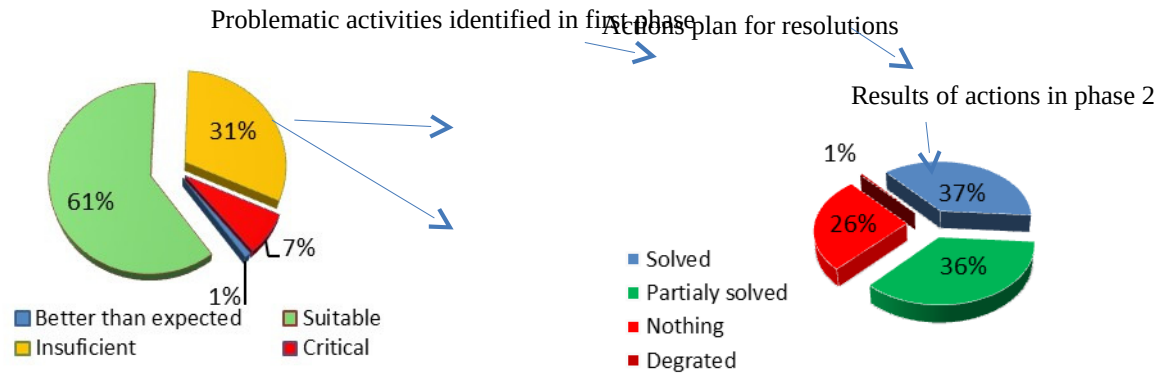 Problematic activities identified in first phase
Actions plan for resolutions
Results of actions in phase 2
31%
61%
7%
1%
Better than expected
Suitable
Insuficient
Critical
1%
37%
26%
36%
Solved
Partialy solved
Nothing
Degrated